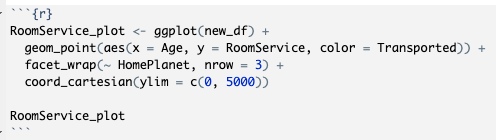 ```{r}
RoomService_plot <- ggplot(new_df) +
  geom_point(aes(x = Age, y = RoomService, color = Transported)) +
  facet_wrap(~ HomePlanet, nrow = 3) +
  coord_cartesian(ylim = c(0, 5000))

RoomService_plot
```